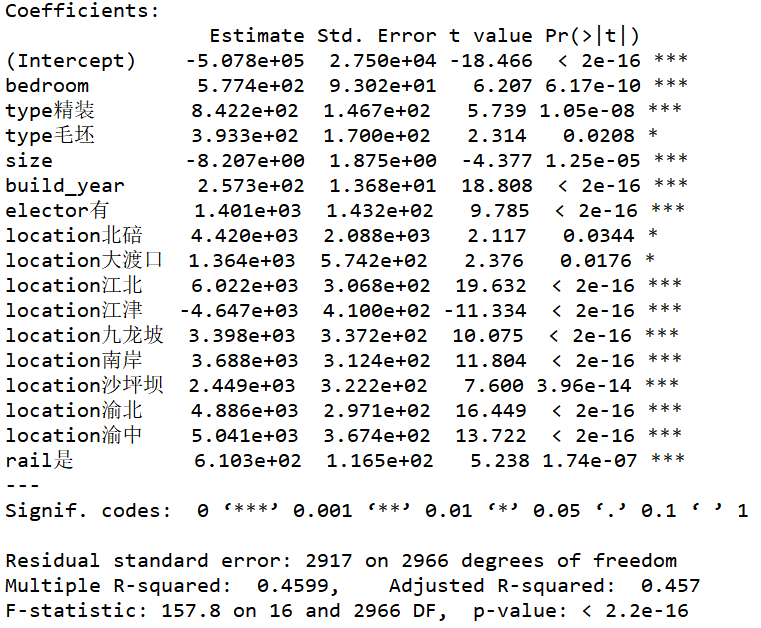 Coefficients:
Estimate Std. Error t value Pr(>|t|)
(Intercept) -5.078e+05 2.750e+04 -18.466 < 2e-16 ***
bedroom 5.774e+02 9.302e+01 6.207 6.17e-10 ***
type精装 8.422e+02 1.467e+02 5.739 1.05e-08 ***
type毛坯 3.933e+02 1.700e+02 2.314 0.0208 *
size -8.207e+00 1.875e+00 -4.377 1.25e-05 ***
build_year 2.573e+02 1.368e+01 18.808 < 2e-16 ***
elector有 1.401e+03 1.432e+02 9.785 < 2e-16 ***
location北碚 4.420e+03 2.088e+03 2.117 0.0344 *
location大渡口 1.364e+03 5.742e+02 2.376 0.0176 *
location江北 6.022e+03 3.068e+02 19.632 < 2e-16 ***
location江津 -4.647e+03 4.100e+02 -11.334 < 2e-16 ***
location九龙坡 3.398e+03 3.372e+02 10.075 < 2e-16 ***
location南岸 3.688e+03 3.124e+02 11.804 < 2e-16 ***
location沙坪坝 2.449e+03 3.222e+02 7.600 3.96e-14 ***
location渝北 4.886e+03 2.971e+02 16.449 < 2e-16 ***
location渝中 5.041e+03 3.674e+02 13.722 < 2e-16 ***
rail是 6.103e+02 1.165e+02 5.238 1.74e-07 ***
---
Signif. codes: 0 ‘***’ 0.001 ‘**’ 0.01 ‘*’ 0.05 ‘.’ 0.1 ‘ ’ 1
Residual standard error: 2917 on 2966 degrees of freedom
Multiple R-squared: 0.4599, Adjusted R-squared: 0.457
F-statistic: 157.8 on 16 and 2966 DF, p-value: < 2.2e-16